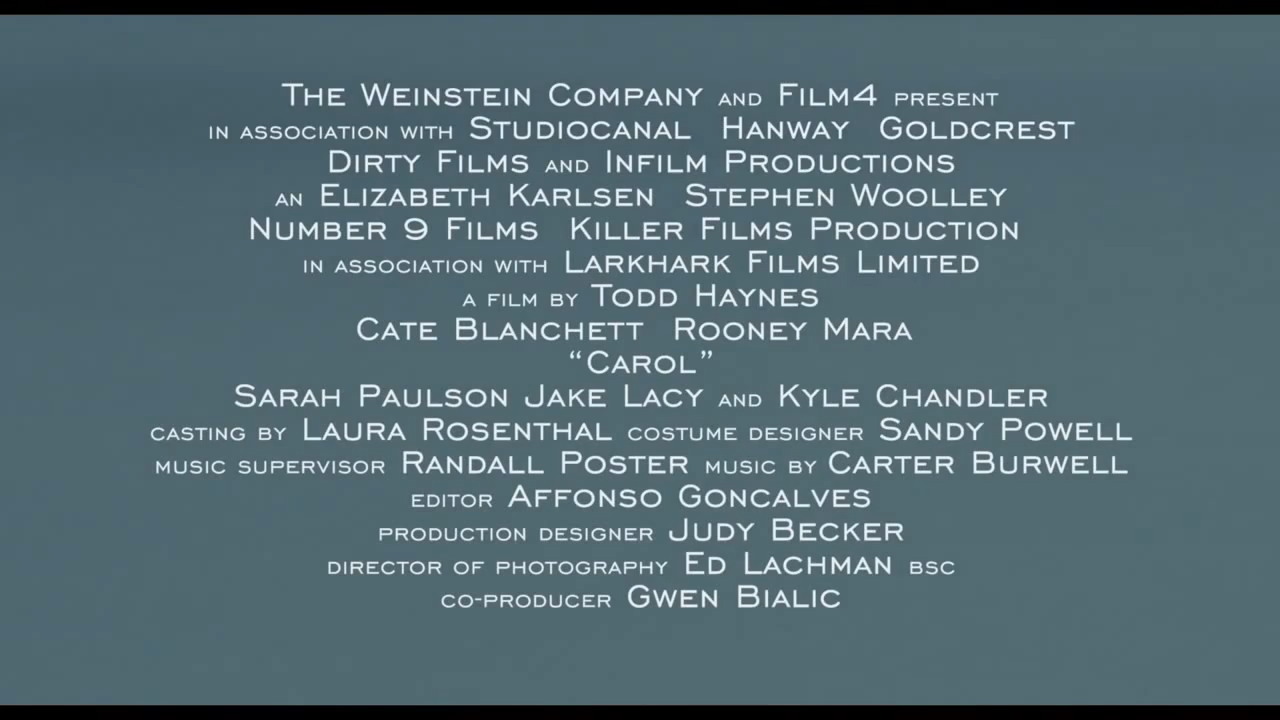 The Weinstein Company and Film4 present
in association with Studiocanal Hanway Goldcrest
Dirty Films and Infilm Productions
an Elizabeth Karlsen Stephen Woolley
Number 9 Films Killer Films Production
in association with Larkhark Films Limited
a film by Todd Haynes
Cate Blanchett Rooney Mara
“Carol”
Sarah Paulson Jake Lacy and Kyle Chandler
casting by Laura Rosenthal costume designer Sandy Powell
music supervisor Randall Poster music by Carter Burwell
editor Affonso Goncalves
production designer Judy Becker
director of photography Ed Lachman bsc
co-producer Gwen Bialic